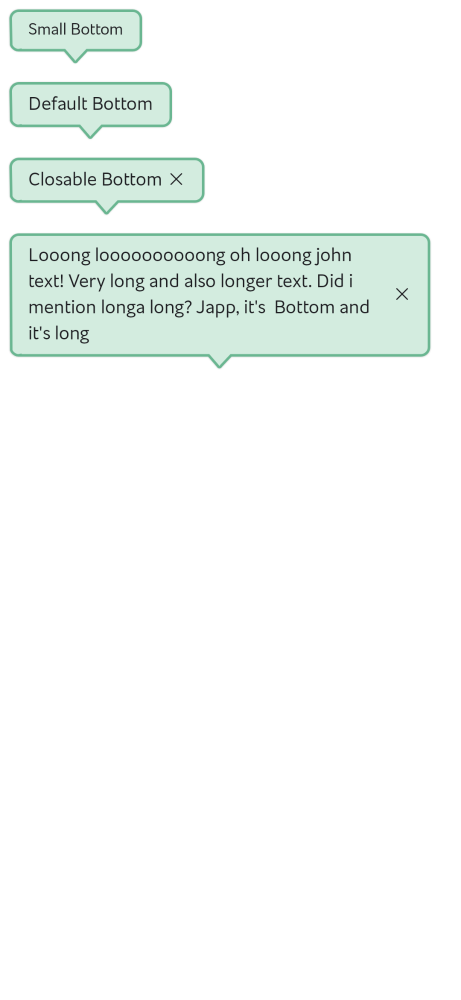 Small Bottom
Default Bottom
Closable Bottom
Looong loooooooooong oh looong john
text! Very long and also longer text. Did i
mention longa long? Japp, it's  Bottom and
it's long